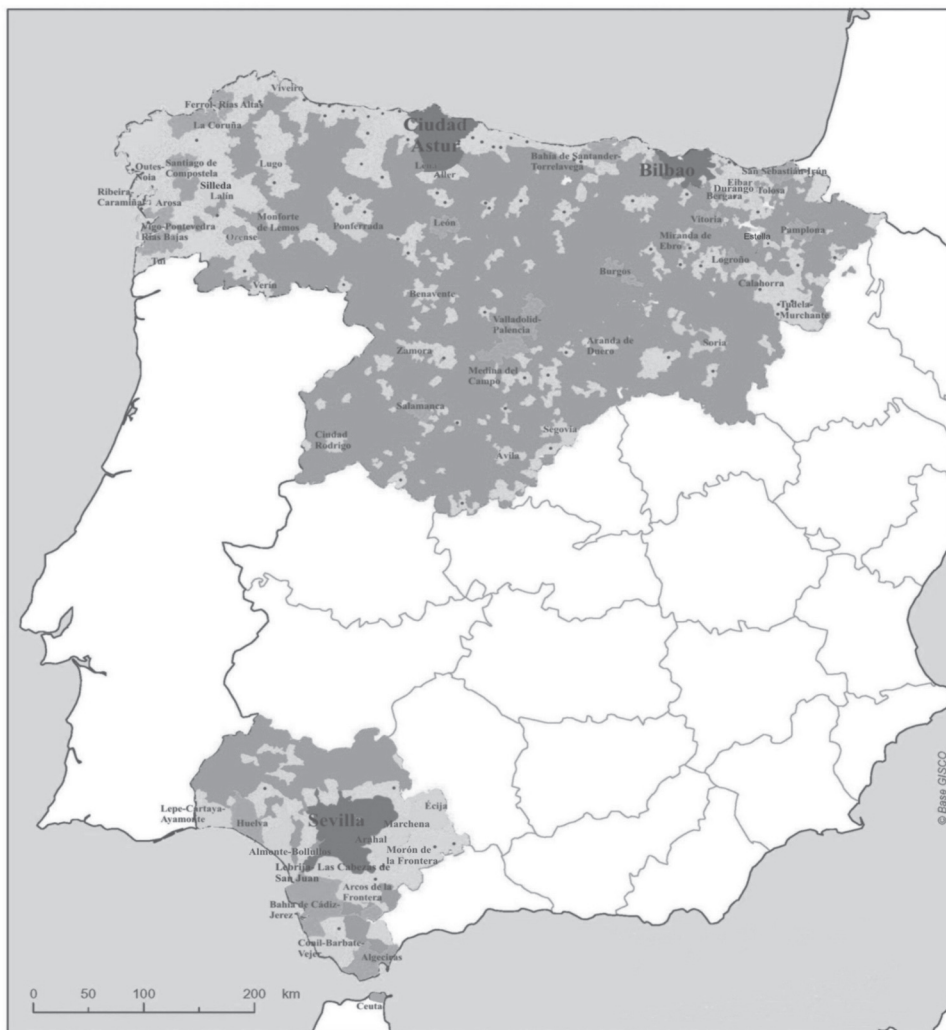 Viveiro
Ferrol- Rías Altas
La Coruña
Ciudad
Astur
Lena
Aller
Bahía de Santander-
Torrelavega
Bilbao
San Sebastián-Irún
Eibar
Durango
Tolosa
Bergara
Outes-
Noia
Santiago de
Compostela
Lugo
Silleda
Lalín
Ribeira-
Caramiñal
Arosa
Vigo-Pontevedra
Rías Bajas
Orense
Monforte
de Lemos
Ponferrada
León
Vitoria
Estella
Pamplona
Miranda de
Ebro
Logroño
Tui
Verín
Burgos
Calahorra
Benavente
Tudela-
Murchante
Valladolid-
Palencia
Zamora
Aranda de
Duero
Soria
Medina del
Campo
Salamanca
Ciudad
Rodrigo
Segovia
Ávila
Lepe-Cartaya-
Ayamonte
Huelva
Sevilla
Écija
Marchena
Arahal
Almonte-Bollullos
Morón de
la Frontera
Lebrija- Las Cabezas de
San Juan
Arcos de la
Frontera
Bahía de Cádiz-
Jerez
Conil-Barbate-
Vejer
Algeciras
Ceuta
0 50 100 200 km
© Base GISCO